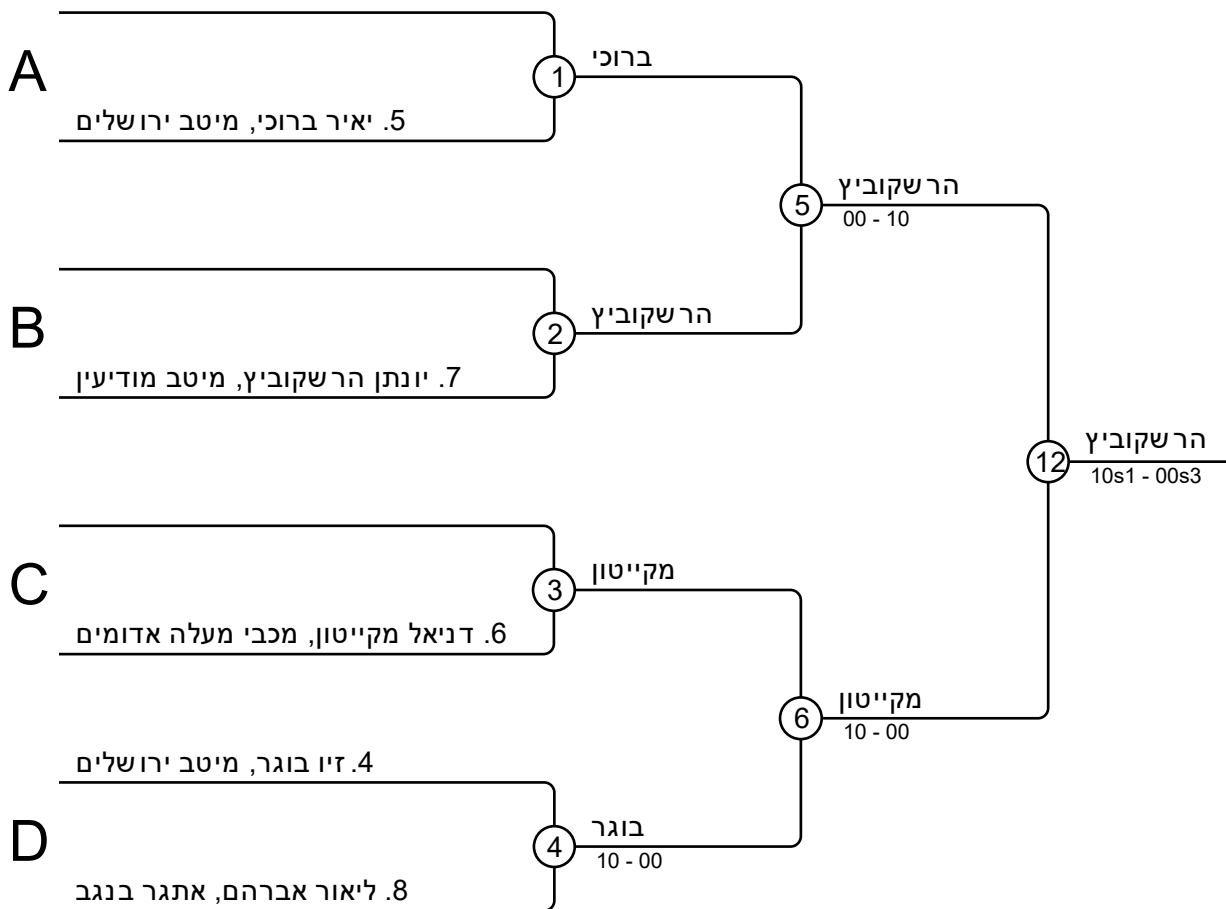 A
1
ברוכי
5. יאיר ברוכי, מיטב ירושלים
5
הרשקוביץ
00 - 10
B
2
הרשקוביץ
7. יונתן הרשקוביץ, מיטב מודיעין
12
הרשקוביץ
10s1 - 00s3
C
3
מקייטון
6. דניאל מקייטון, מכבי מעלה אדומים
6
מקייטון
10 - 00
4. זיו בוגר, מיטב ירושלים
D
4
בוגר
10 - 00
8. ליאור אברהם, אתגר בנגב